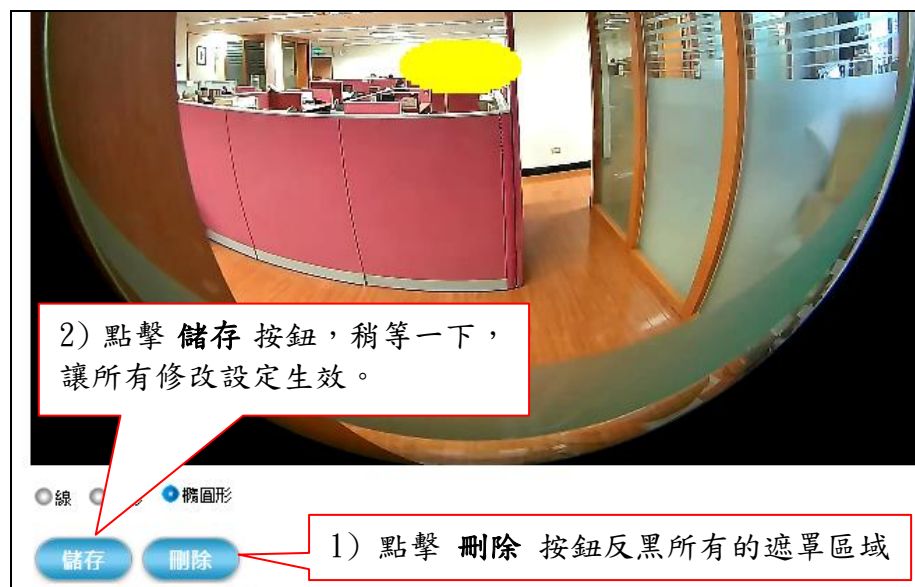 2) 點擊 儲存 按鈕，稍等一下，
讓所有修改設定生效。
線 橢圓形
儲存 刪除
1) 點擊 刪除 按鈕反黑所有的遮罩區域